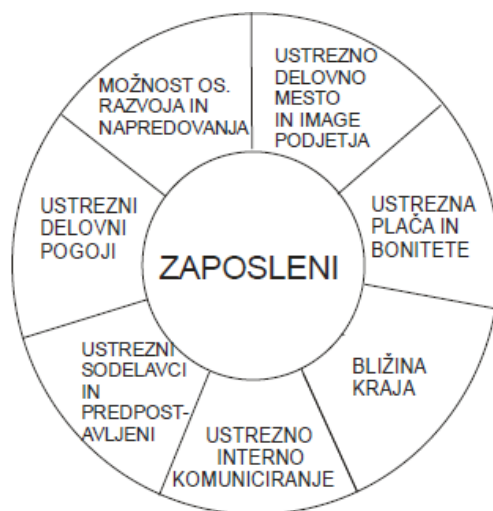 USTREZNO
DELOVNO
MESTO
IN IMAGE
PODJETJA
USTREZNA
PLAČA IN
BONITETE
BLIŽINA
KRAJA
USTREZNO
INTERNO
KOMUNICIRANJE
USTREZNI
SODELAVCI
IN
PREDPOST-
AVLJENI
USTREZNI
DELOVNI
POGOJI
MOŽNOST OS.
RAZVOJA IN
NAPREDOVANJA
ZAPOSLENI